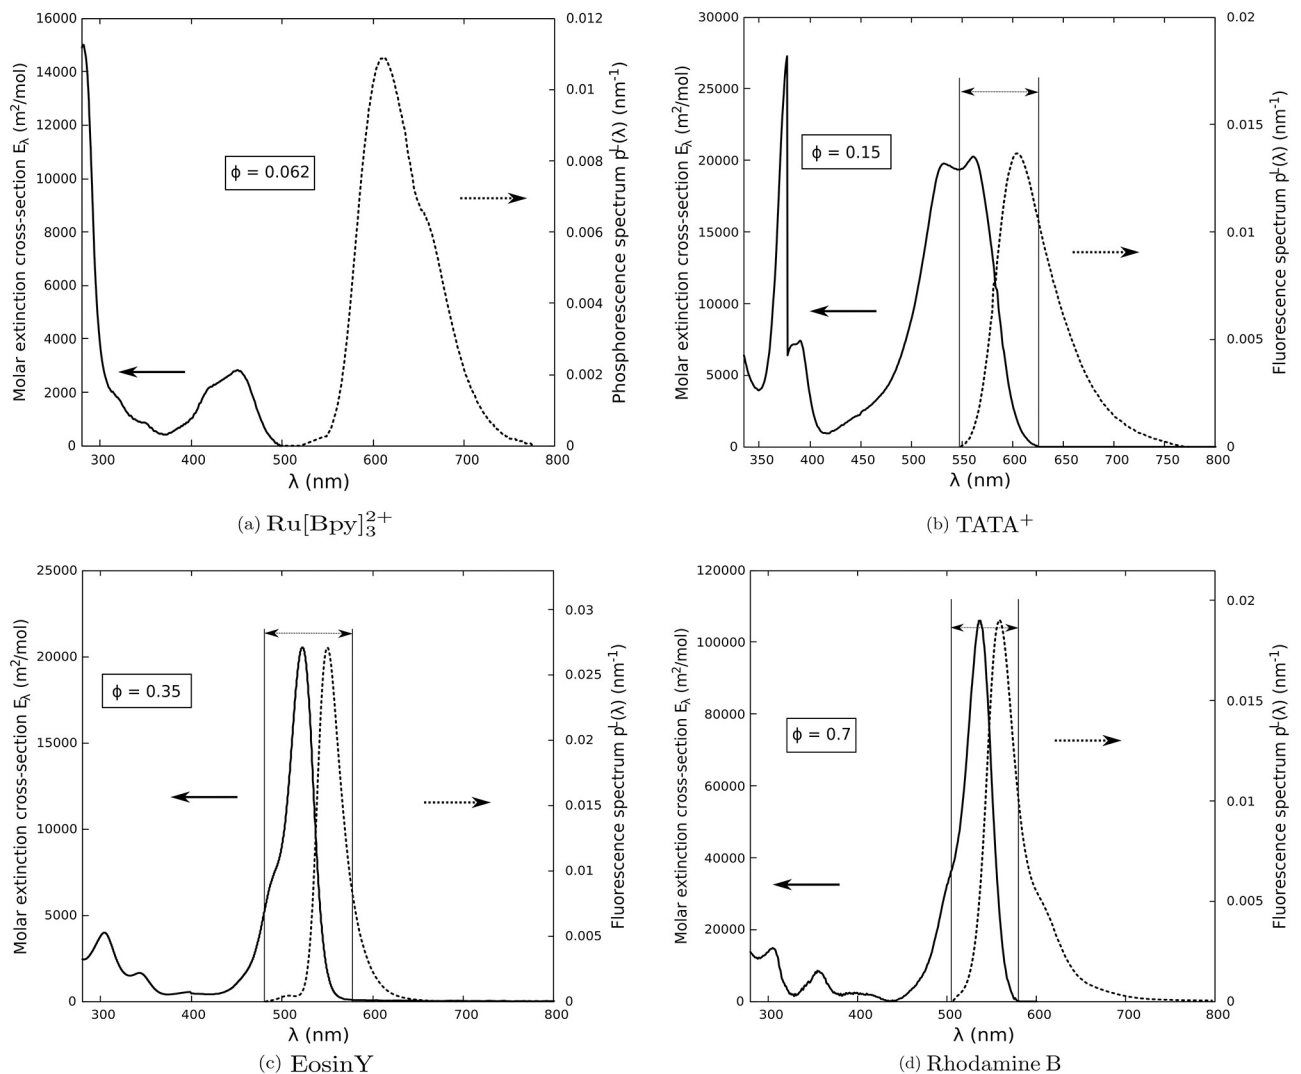 16000
14000
12000
10000
8000
6000
4000
2000
0
Molar extinction cross-section Eλ (m²/mol)
ϕ = 0.062
0.012
0.01
0.008
0.006
0.004
0.002
0
Phosphorescence spectrum pL(λ) (nm⁻¹)
300 400 500 600 700 800
λ (nm)
(a) Ru[Bpy]₃²⁺
30000
25000
20000
15000
10000
5000
0
Molar extinction cross-section Eλ (m²/mol)
ϕ = 0.15
0.02
0.015
0.01
0.005
0
Fluorescence spectrum pL(λ) (nm⁻¹)
350 400 450 500 550 600 650 700 750 800
λ (nm)
(b) TATA⁺
25000
20000
15000
10000
5000
0
Molar extinction cross-section Eλ (m²/mol)
ϕ = 0.35
0.03
0.025
0.02
0.015
0.01
0.005
0
Fluorescence spectrum pL(λ) (nm⁻¹)
300 400 500 600 700 800
λ (nm)
(c) EosinY
120000
100000
80000
60000
40000
20000
0
Molar extinction cross-section Eλ (m²/mol)
ϕ = 0.7
0.02
0.015
0.01
0.005
0
Fluorescence spectrum pL(λ) (nm⁻¹)
300 400 500 600 700 800
λ (nm)
(d) Rhodamine B